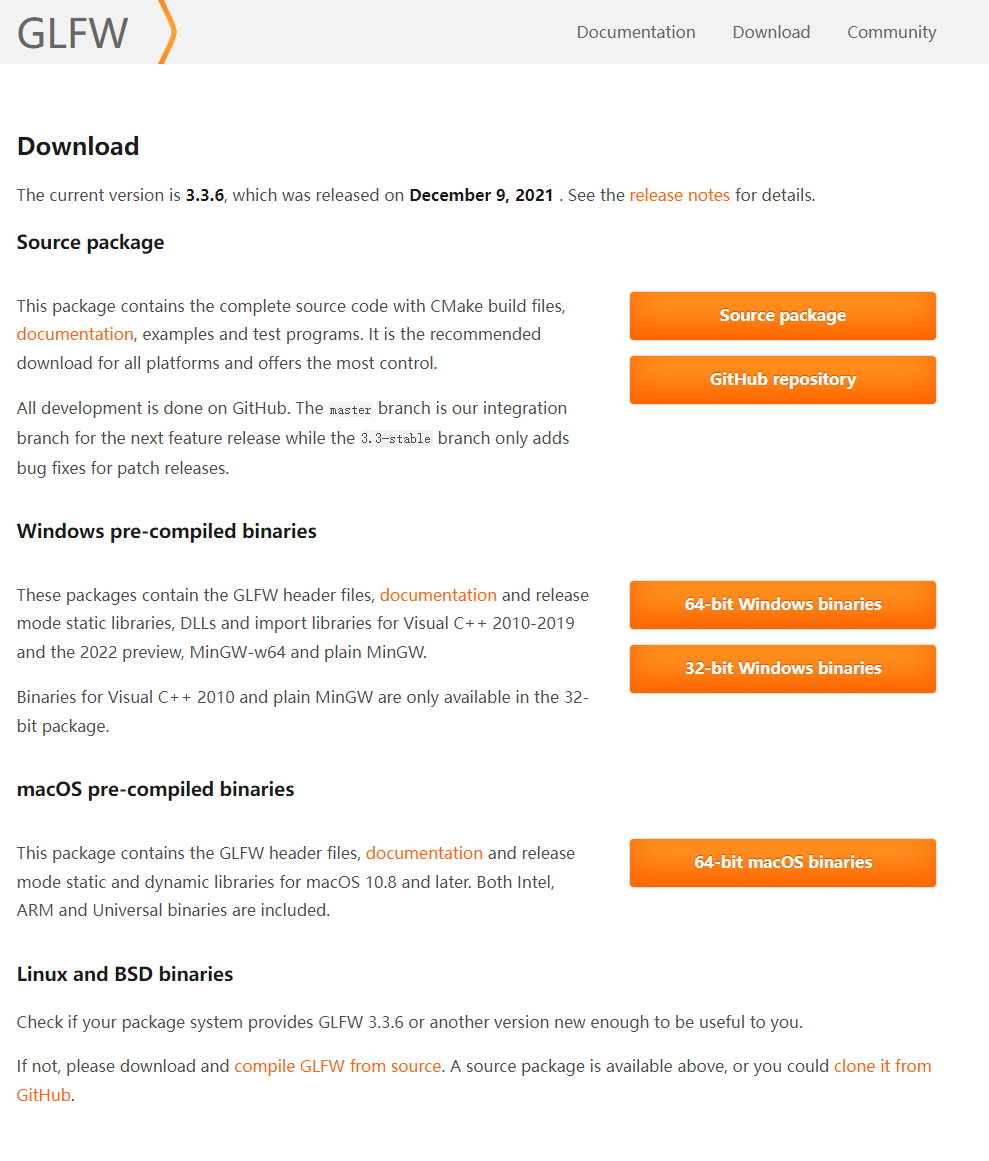 GLFW
Documentation Download Community
Download
The current version is 3.3.6, which was released on December 9, 2021 . See the release notes for details.
Source package
This package contains the complete source code with CMake build files,
documentation, examples and test programs. It is the recommended
download for all platforms and offers the most control.
All development is done on GitHub. The master branch is our integration
branch for the next feature release while the 3.3-stable branch only adds
bug fixes for patch releases.
Source package
GitHub repository
Windows pre-compiled binaries
These packages contain the GLFW header files, documentation and release
mode static libraries, DLLs and import libraries for Visual C++ 2010-2019
and the 2022 preview, MinGW-w64 and plain MinGW.
Binaries for Visual C++ 2010 and plain MinGW are only available in the 32-
bit package.
64-bit Windows binaries
32-bit Windows binaries
macOS pre-compiled binaries
This package contains the GLFW header files, documentation and release
mode static and dynamic libraries for macOS 10.8 and later. Both Intel,
ARM and Universal binaries are included.
64-bit macOS binaries
Linux and BSD binaries
Check if your package system provides GLFW 3.3.6 or another version new enough to be useful to you.
If not, please download and compile GLFW from source. A source package is available above, or you could clone it from
GitHub.